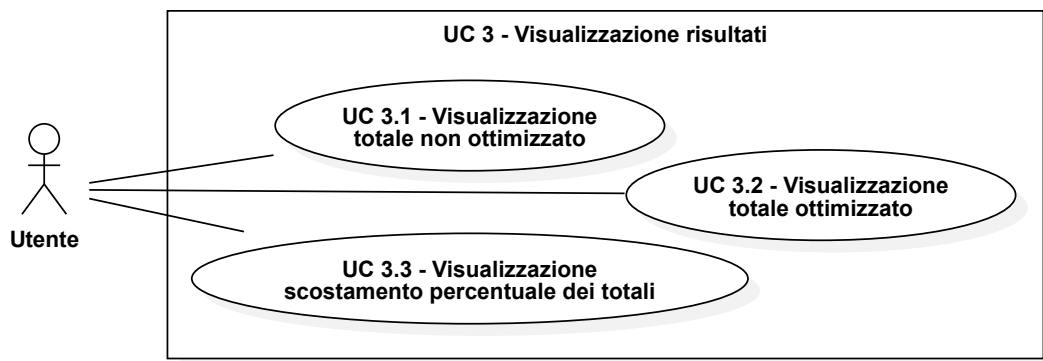 UC 3 - Visualizzazione risultati
UC 3.1 - Visualizzazione
totale non ottimizzato
UC 3.2 - Visualizzazione
totale ottimizzato
Utente
UC 3.3 - Visualizzazione
scostamento percentuale dei totali